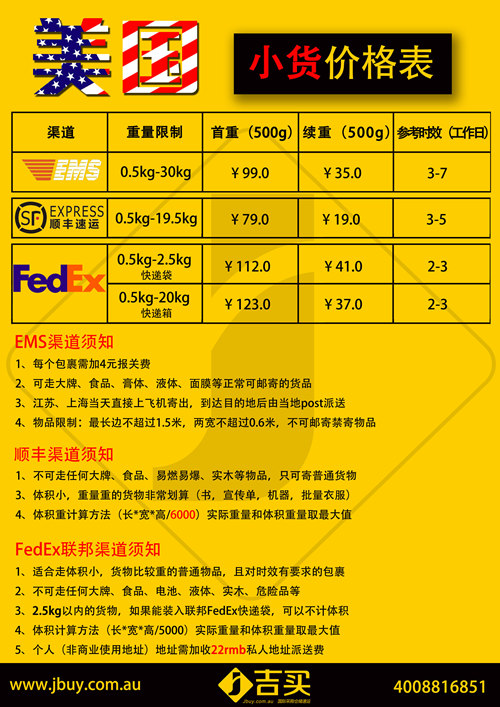 美国
小货价格表
渠道 重量限制 首重（500g） 续重（500g） 参考时效（工作日）
EMS 0.5kg-30kg ￥99.0 ￥35.0 3-7
SF EXPRESS 顺丰速运 0.5kg-19.5kg ￥79.0 ￥19.0 3-5
FedEx 0.5kg-2.5kg 快递袋 ￥112.0 ￥41.0 2-3
0.5kg-20kg 快递箱 ￥123.0 ￥37.0 2-3
EMS渠道须知
1、每个包裹需加4元报关费
2、可走大牌、食品、膏体、液体、面膜等正常可邮寄的货品
3、江苏、上海当天直接上飞机寄出，到达目的地后由当地post派送
4、物品限制：最长边不超过1.5米，两宽不超过0.6米，不可邮寄禁寄物品
顺丰渠道须知
1、不可走任何大牌、食品、易燃易爆、实木等物品，只可寄普通货物
3、体积小，重量重的货物非常划算（书，宣传单，机器，批量衣服）
4、体积重计算方法（长*宽*高/6000）实际重量和体积重量取最大值
FedEx联邦渠道须知
1、适合走体积小，货物比较重的普通物品，且对时效有要求的包裹
2、不可走任何大牌、食品、电池、液体、实木、危险品等
3、2.5kg以内的货物，如果能装入联邦FedEx快递袋，可以不计体积
4、体积计算方法（长*宽*高/5000）实际重量和体积重量取最大值
5、个人（非商业使用地址）地址需加收22rmb私人地址派送费
www.jbuy.com.au
吉买
Jbuy.com.au
4008816851